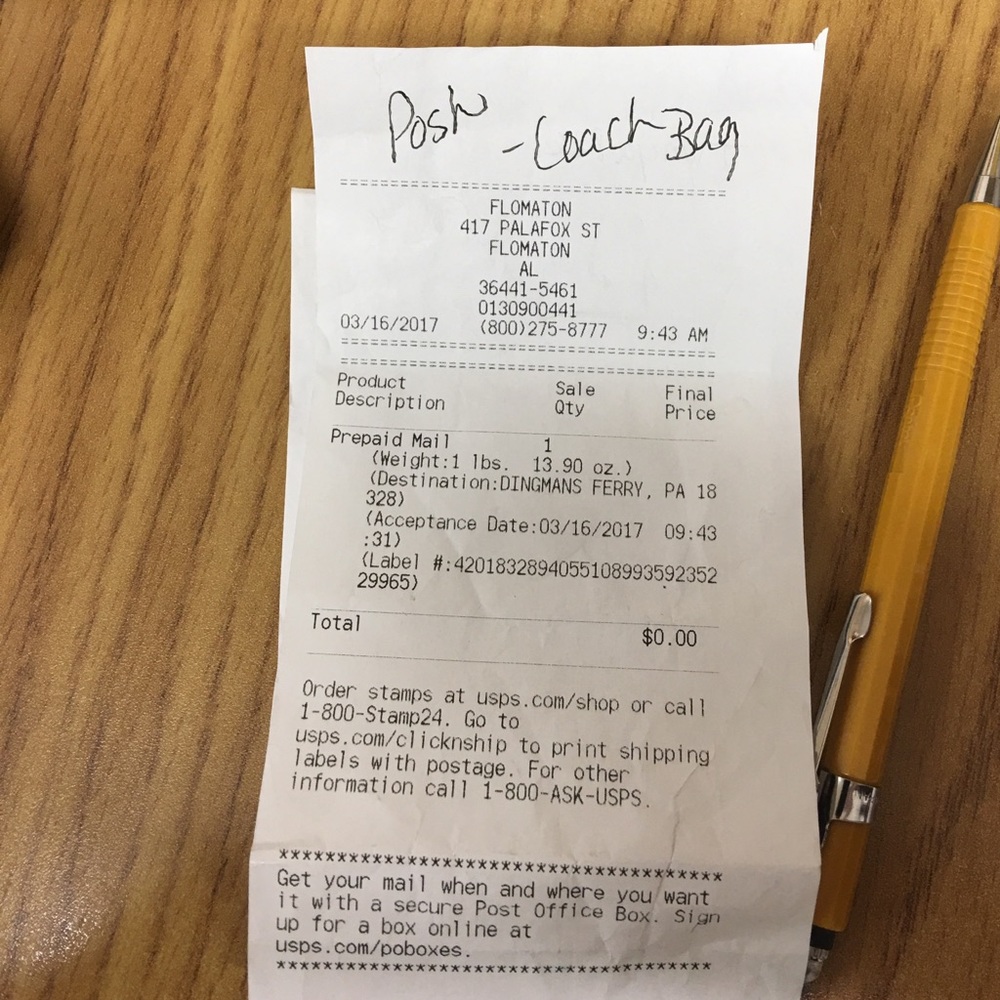 Posh - Coach Bag
========================================
FLOMATON
417 PALAFOX ST
FLOMATON
AL
36441-5461
0130900441
03/16/2017 (800)275-8777 9:43 AM
========================================
========================================
Product Sale Final
Description Qty Price
Prepaid Mail 1
(Weight:1 lbs. 13.90 oz.)
(Destination:DINGMANS FERRY, PA 18
328)
(Acceptance Date:03/16/2017 09:43
:31)
(Label #:4201832894055108993592352
29965)
Total $0.00
Order stamps at usps.com/shop or call
1-800-Stamp24. Go to
usps.com/clicknship to print shipping
labels with postage. For other
information call 1-800-ASK-USPS.
****************************************
Get your mail when and where you want
it with a secure Post Office Box. Sign
up for a box online at
usps.com/poboxes.
****************************************